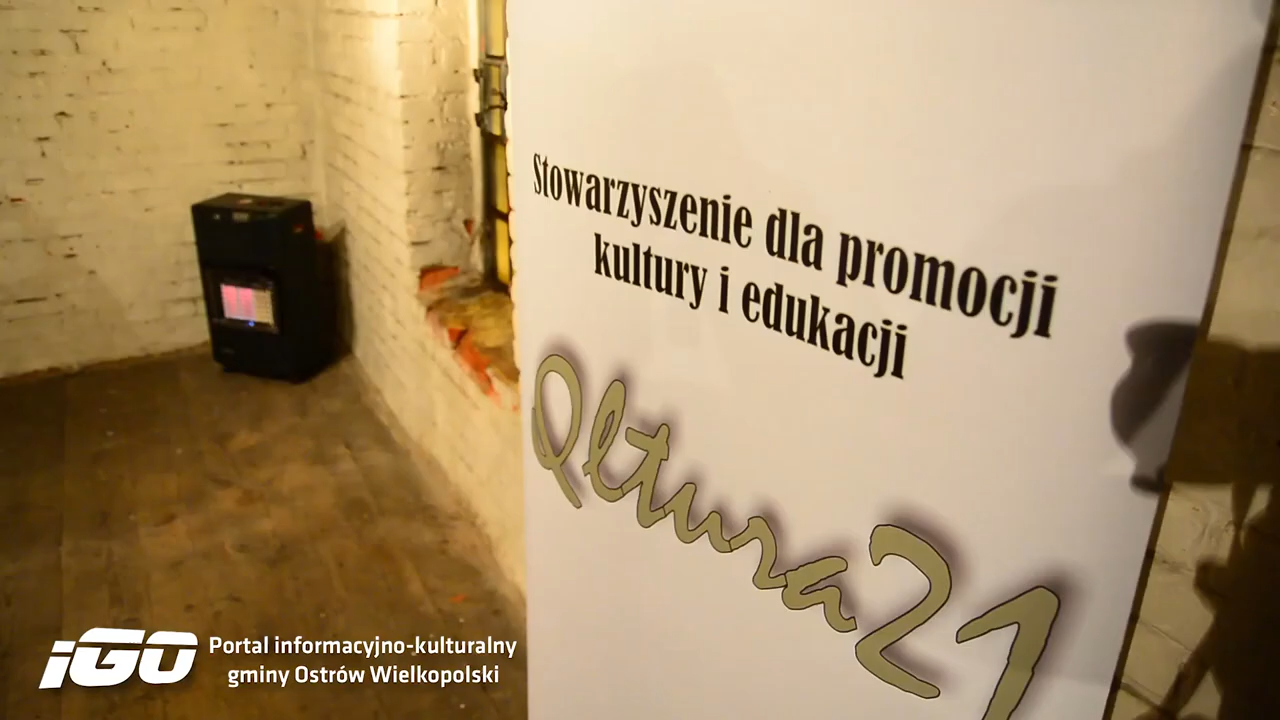 Stowarzyszenie dla promocji
kultury i edukacji
Qltura21
iGO
Portal informacyjno-kulturalny
gminy Ostrów Wielkopolski